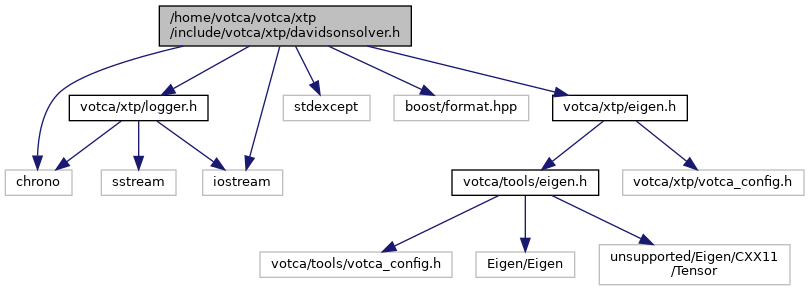 /home/votca/votca/xtp
/include/votca/xtp/davidsonsolver.h
votca/xtp/logger.h
stdexcept
boost/format.hpp
votca/xtp/eigen.h
chrono
sstream
iostream
votca/tools/eigen.h
votca/xtp/votca_config.h
votca/tools/votca_config.h
Eigen/Eigen
unsupported/Eigen/CXX11
/Tensor